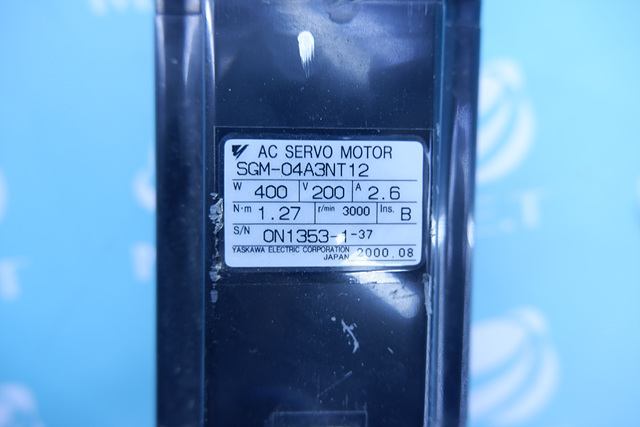 AC SERVO MOTOR
SGM-04A3NT12
W 400 V 200 A 2.6
N·m 1.27 r/min 3000 Ins. B
S/N 0N1353-1-37
YASKAWA ELECTRIC CORPORATION
JAPAN 2000.08